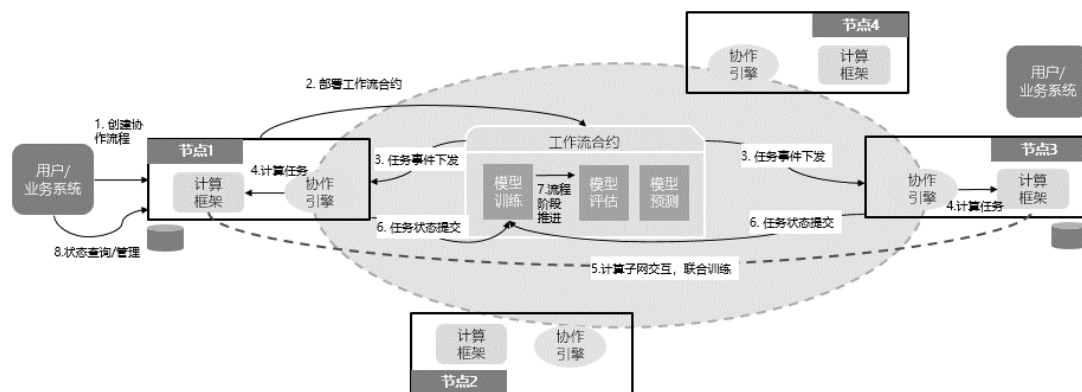 节点4
协作
引擎
计算
框架
用户/
业务系统
2. 部署工作流合约
1. 创建协
作流程
节点1
用户/
业务系统
4.计算任务
计算
框架
协作
引擎
8.状态查询/管理
3. 任务事件下发
工作流合约
模型
训练
7.流程
阶段
推进
模型
评估
模型
预测
3. 任务事件下发
节点3
协作
引擎
4.计算任务
计算
框架
6. 任务状态提交
6. 任务状态提交
5.计算子网交互，联合训练
计算
框架
协作
引擎
节点2